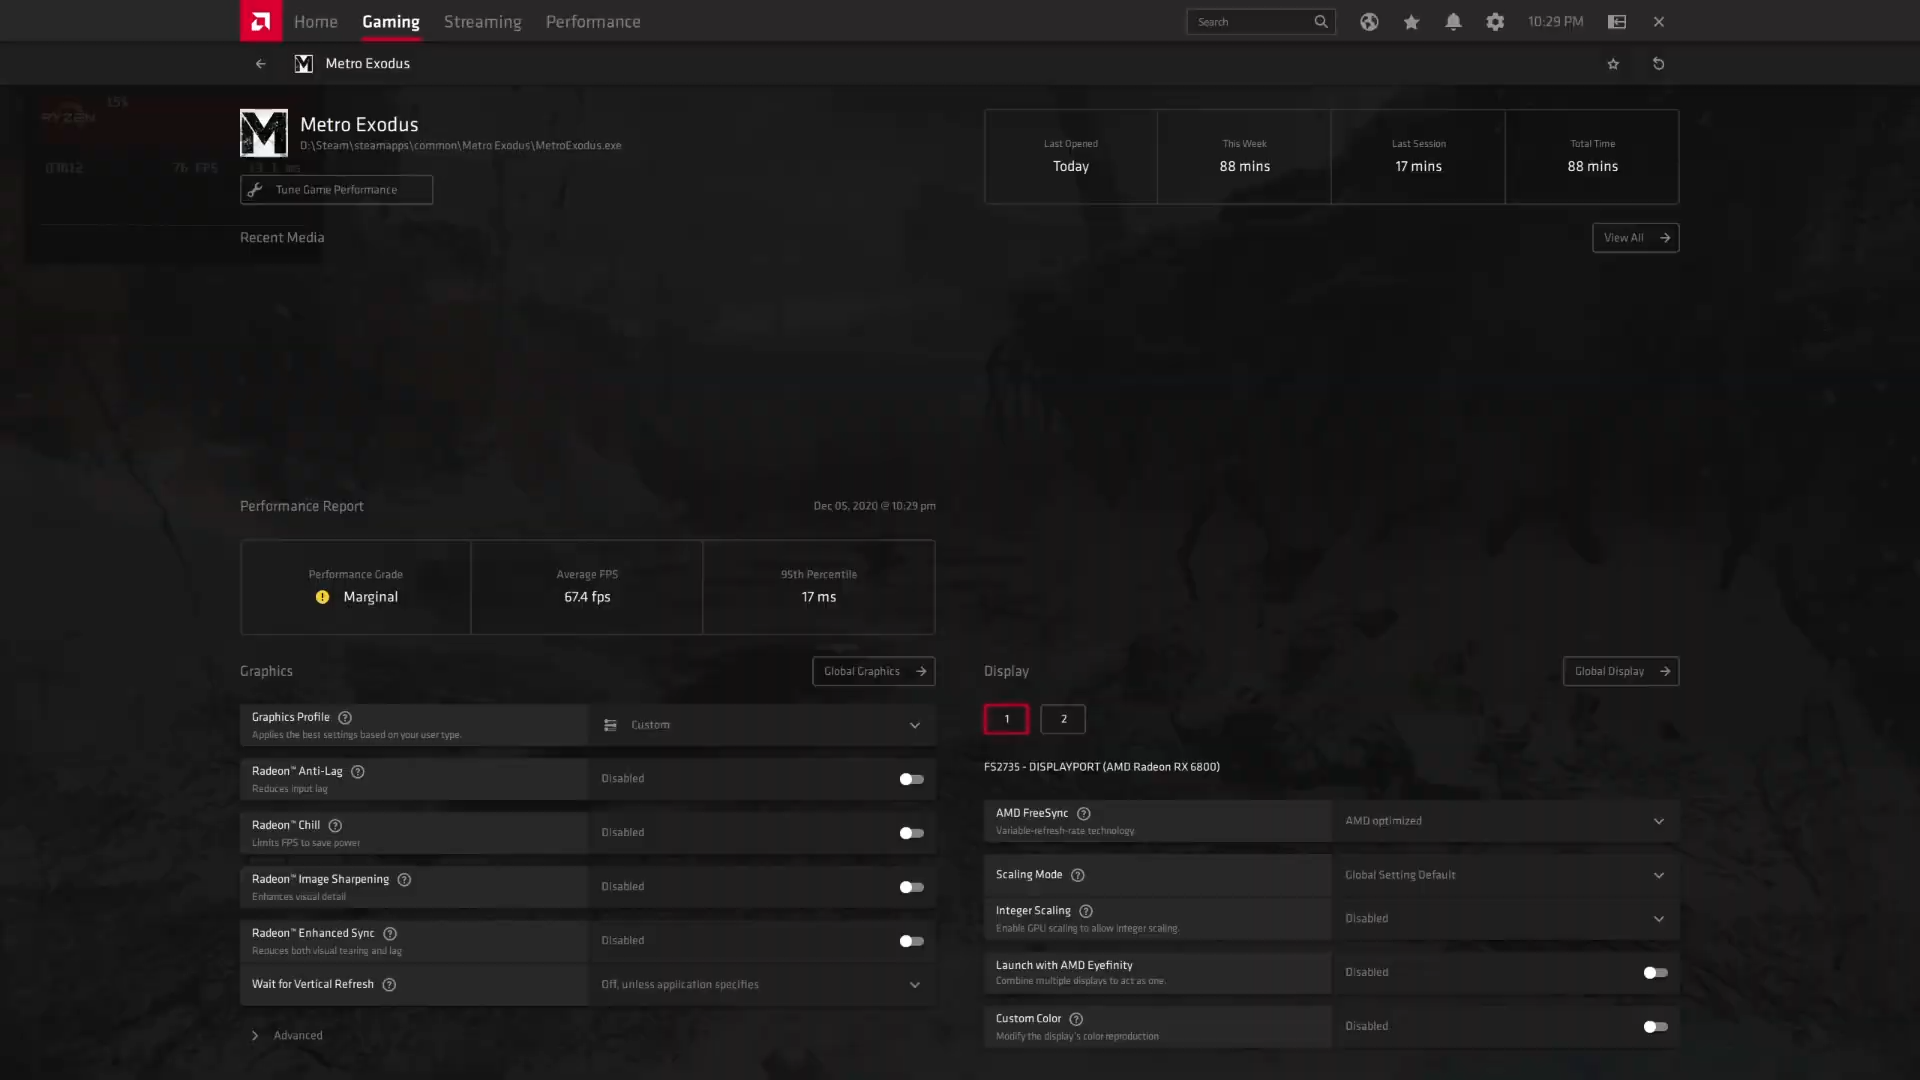 Home Gaming Streaming Performance Search 10:29 PM
Metro Exodus
RYZEN
Metro Exodus
D:\Steam\steamapps\common\Metro Exodus\MetroExodus.exe
76 FPS
Tune Game Performance
Last Opened
Today
This Week
88 mins
Last Session
17 mins
Total Time
88 mins
Recent Media
View All
Performance Report
Dec 05, 2020 @ 10:29 pm
Performance Grade
Marginal
Average FPS
67.4 fps
95th Percentile
17 ms
Graphics
Global Graphics
Graphics Profile
Applies the best settings based on your user type.
Custom
Radeon™ Anti-Lag
Reduces input lag
Disabled
Radeon™ Chill
Limits FPS to save power
Disabled
Radeon™ Image Sharpening
Enhances visual detail
Disabled
Radeon™ Enhanced Sync
Reduces both visual tearing and lag
Disabled
Wait for Vertical Refresh
Off, unless application specifies
Advanced
Display
Global Display
1
2
FS2735 - DISPLAYPORT (AMD Radeon RX 6800)
AMD FreeSync
Variable-refresh-rate technology.
AMD optimized
Scaling Mode
Global Setting Default
Integer Scaling
Enable GPU scaling to allow integer scaling.
Disabled
Launch with AMD Eyefinity
Combine multiple displays to act as one.
Disabled
Custom Color
Modify the display's color reproduction
Disabled